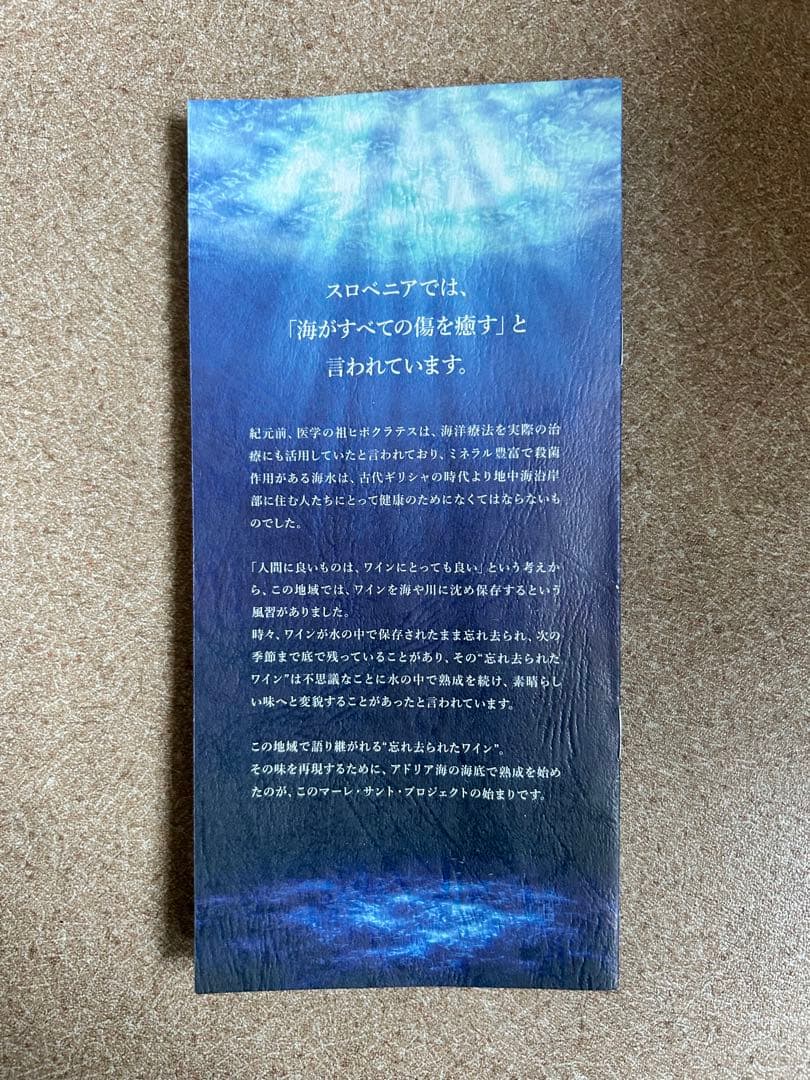 スロベニアでは、
「海がすべての傷を癒す」と
言われています。
紀元前、医学の祖ヒポクラテスは、海洋療法を実際の治
療にも活用していたと言われており、ミネラル豊富で殺菌
作用がある海水は、古代ギリシャの時代より地中海沿岸
部に住む人たちにとって健康のためになくてはならないも
のでした。
「人間に良いものは、ワインにとっても良い」という考えか
ら、この地域では、ワインを海や川に沈め保存するという
風習がありました。
時々、ワインが水の中で保存されたまま忘れ去られ、次の
季節まで底で残っていることがあり、その“忘れ去られた
ワイン”は不思議なことに水の中で熟成を続け、素晴らし
い味へと変貌することがあったと言われています。
この地域で語り継がれる“忘れ去られたワイン”。
その味を再現するために、アドリア海の海底で熟成を始め
たのが、このマーレ・サント・プロジェクトの始まりです。